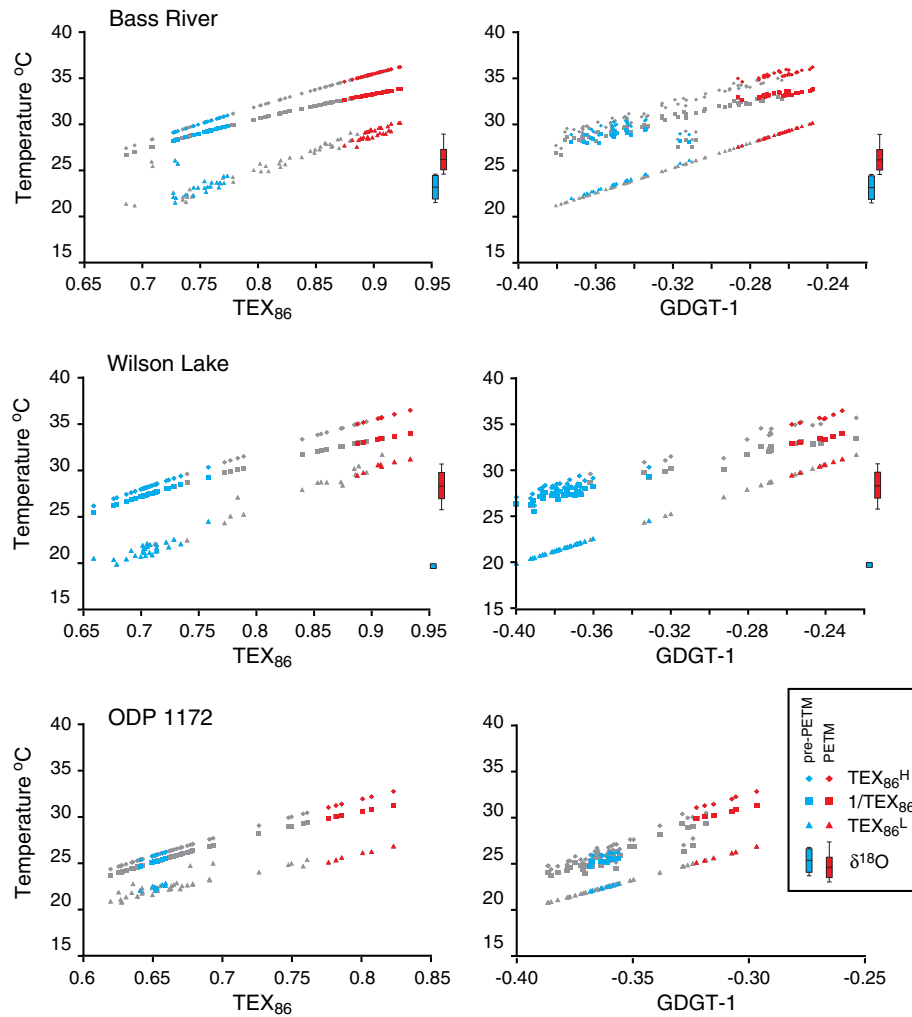 Bass River
Temperature °C
40
35
30
25
20
15
0.65 0.7 0.75 0.8 0.85 0.9 0.95
TEX86
-0.40 -0.36 -0.32 -0.28 -0.24
GDGT-1
Wilson Lake
Temperature °C
40
35
30
25
20
15
0.65 0.7 0.75 0.8 0.85 0.9 0.95
TEX86
40
35
30
25
20
15
-0.40 -0.36 -0.32 -0.28 -0.24
GDGT-1
ODP 1172
Temperature °C
40
35
30
25
20
15
0.6 0.65 0.7 0.75 0.8 0.85
TEX86
40
35
30
25
20
15
-0.40 -0.35 -0.30 -0.25
GDGT-1
pre-PETM
PETM
TEX86H
1/TEX86
TEX86L
δ18O